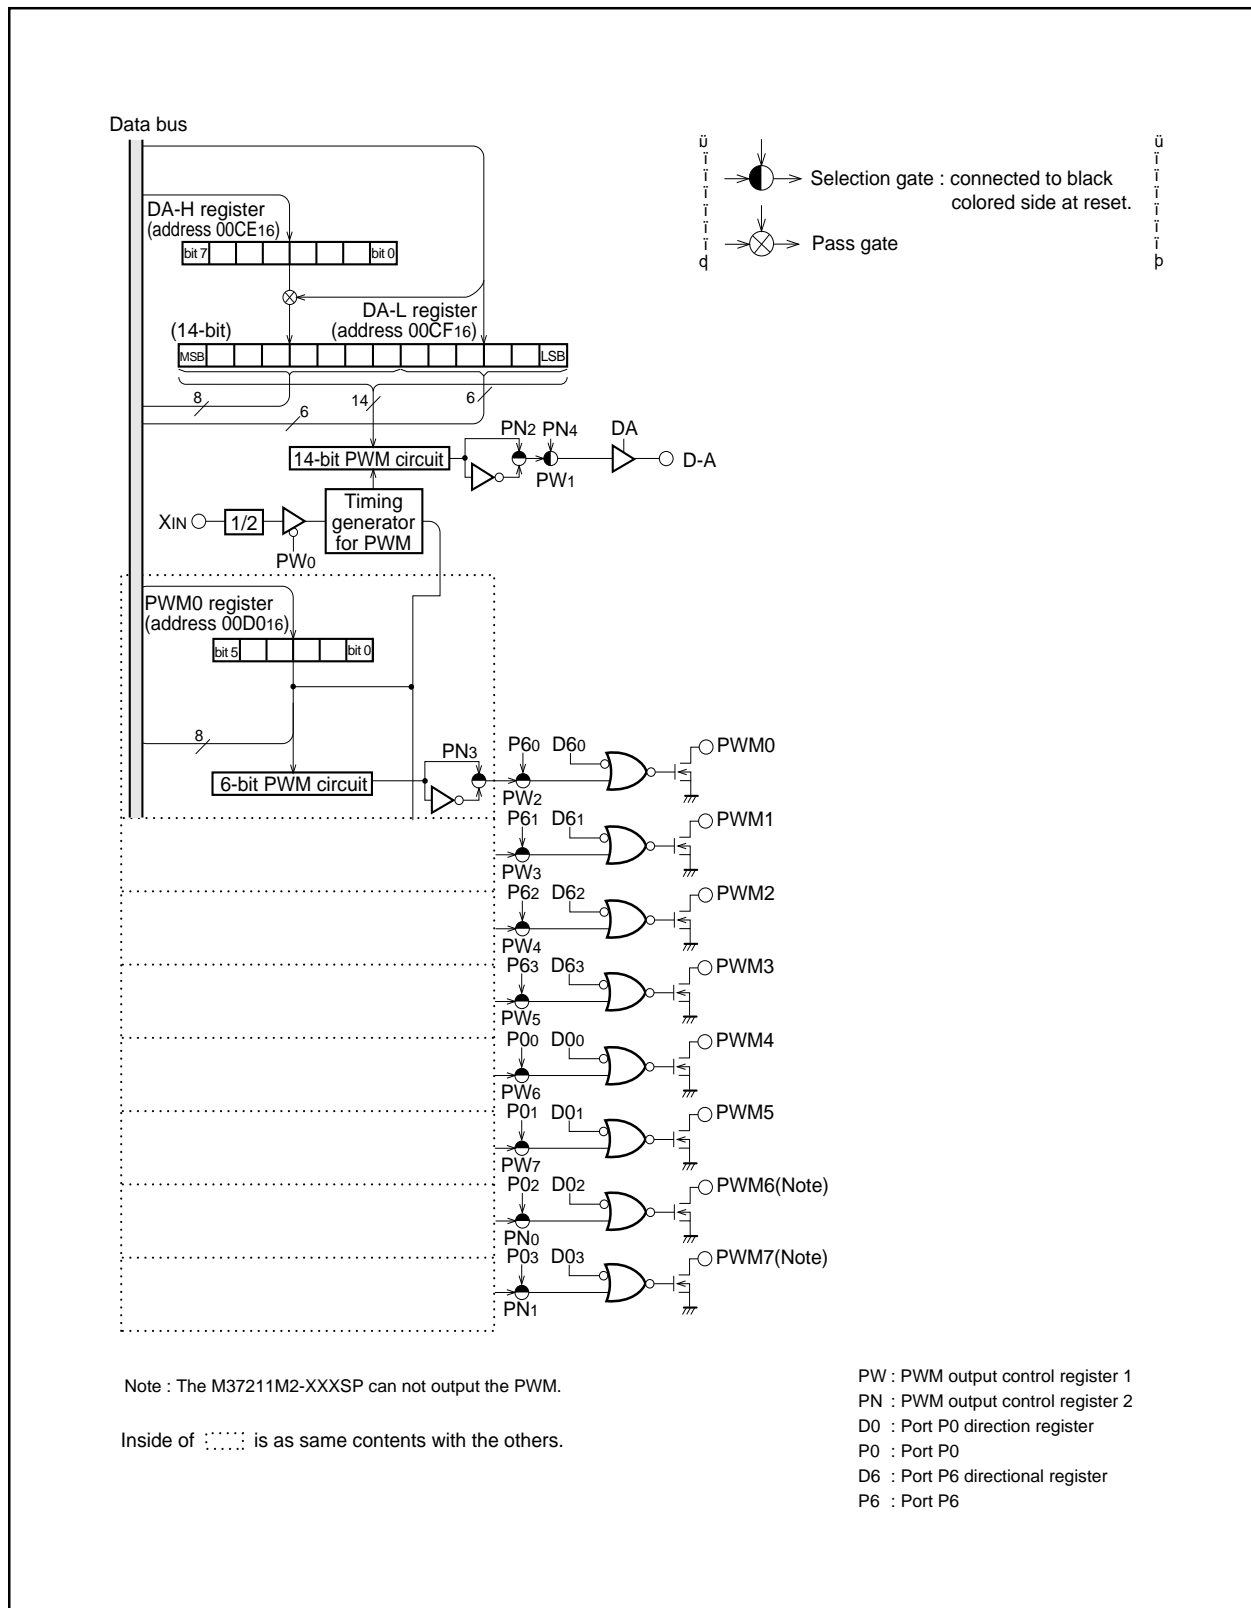 Data bus
DA-H register
(address 00CE16)
bit 7 bit 0
DA-L register
(address 00CF16)
(14-bit)
MSB LSB
8 14 6
6
14-bit PWM circuit
PN2 PN4 DA
D-A
PW1
XIN 1/2
Timing
generator
for PWM
PW0
ü ü
ï ï
ï ï
ï ï
ï ï
ï ï
ï ï
ï ï
þ þ
Selection gate : connected to black
colored side at reset.
Pass gate
PWM0 register
(address 00D016)
bit 5 bit 0
8
6-bit PWM circuit
PN3
P60 D60 PWM0
PW2
P61 D61 PWM1
PW3
P62 D62 PWM2
PW4
P63 D63 PWM3
PW5
P00 D00 PWM4
PW6
P01 D01 PWM5
PW7
P02 D02 PWM6(Note)
PN0
P03 D03 PWM7(Note)
PN1
Note : The M37211M2-XXXSP can not output the PWM.
Inside of is as same contents with the others.
PW : PWM output control register 1
PN : PWM output control register 2
D0 : Port P0 direction register
P0 : Port P0
D6 : Port P6 directional register
P6 : Port P6